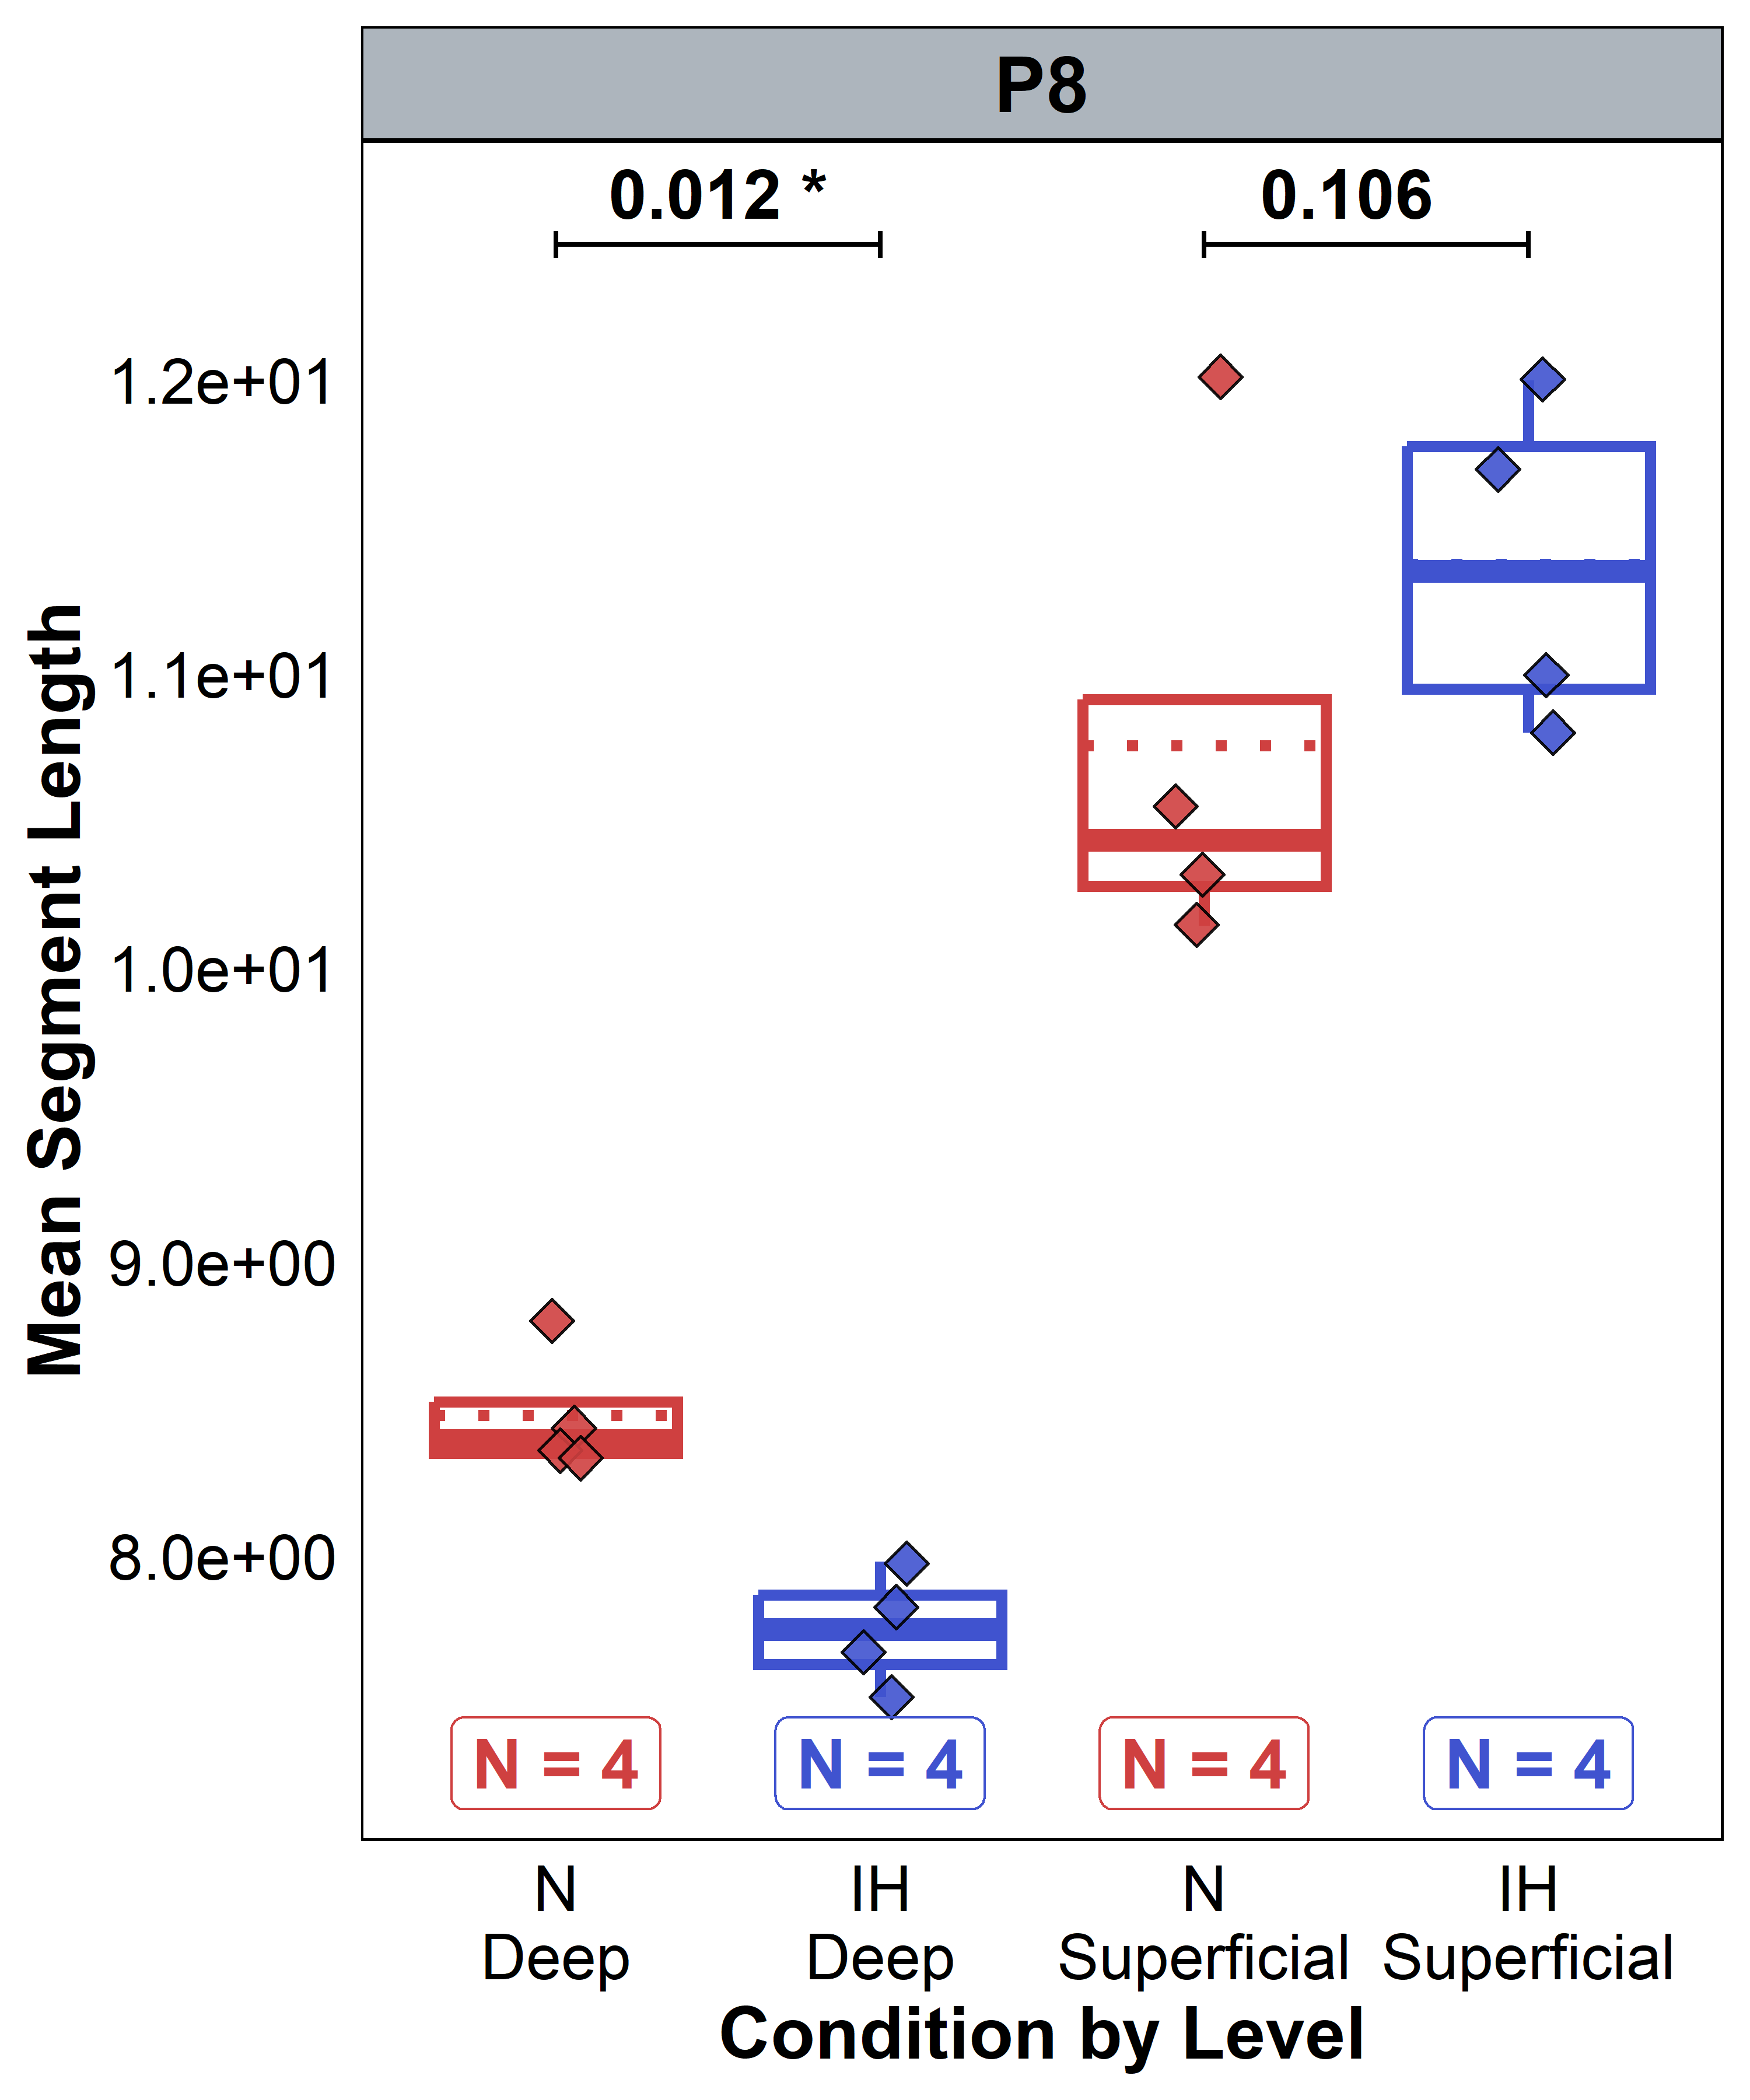 P8
0.012 *
0.106
Mean Segment Length
1.2e+01
1.1e+01
1.0e+01
9.0e+00
8.0e+00
N = 4
N = 4
N = 4
N = 4
N
Deep
IH
Deep
N
Superficial
IH
Superficial
Condition by Level